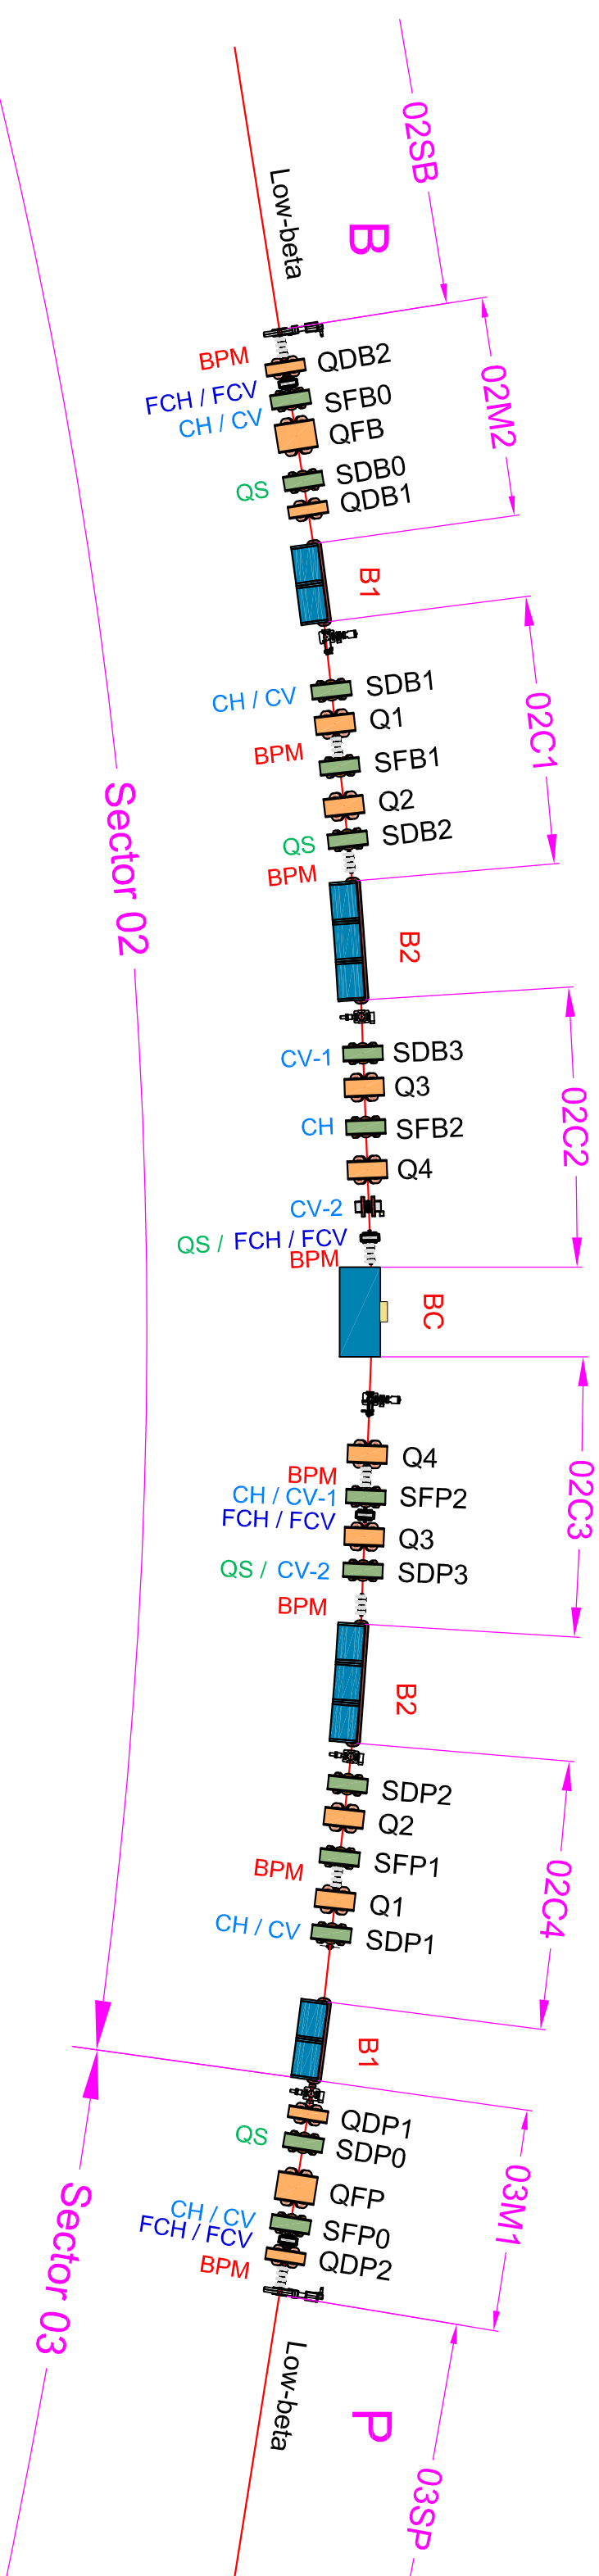 02SB
B
Low-beta
BPM
QDB2
02M2
FCH / FCV
SFB0
CH / CV
QFB
SDB0
QS
QDB1
B1
02C1
CH / CV
SDB1
Q1
BPM
SFB1
Q2
QS
SDB2
BPM
Sector 02
B2
02C2
CV-1
SDB3
Q3
CH
SFB2
Q4
CV-2
QS / FCH / FCV
BPM
BC
02C3
Q4
BPM
CH / CV-1
SFP2
FCH / FCV
Q3
QS / CV-2
SDP3
BPM
B2
02C4
SDP2
Q2
SFP1
BPM
Q1
CH / CV
SDP1
B1
QDP1
QS
SDP0
03M1
QFP
CH / CV
SFP0
FCH / FCV
QDP2
BPM
Sector 03
Low-beta
P
03SP